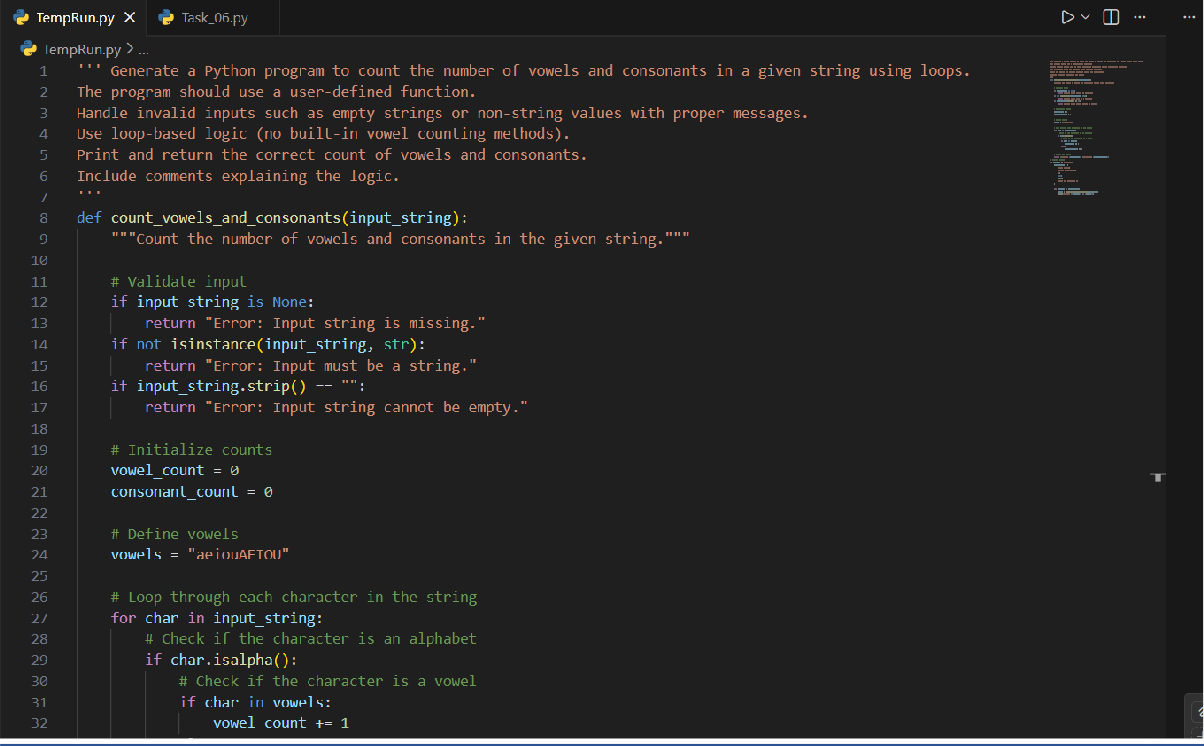 TempRun.py Task_06.py
TempRun.py > ...
1 ''' Generate a Python program to count the number of vowels and consonants in a given string using loops.
2 The program should use a user-defined function.
3 Handle invalid inputs such as empty strings or non-string values with proper messages.
4 Use loop-based logic (no built-in vowel counting methods).
5 Print and return the correct count of vowels and consonants.
6 Include comments explaining the logic.
7 '''
8 def count_vowels_and_consonants(input_string):
9     """Count the number of vowels and consonants in the given string."""
10
11     # Validate input
12     if input_string is None:
13         return "Error: Input string is missing."
14     if not isinstance(input_string, str):
15         return "Error: Input must be a string."
16     if input_string.strip() == "":
17         return "Error: Input string cannot be empty."
18
19     # Initialize counts
20     vowel_count = 0
21     consonant_count = 0
22
23     # Define vowels
24     vowels = "aeiouAEIOU"
25
26     # Loop through each character in the string
27     for char in input_string:
28         # Check if the character is an alphabet
29         if char.isalpha():
30             # Check if the character is a vowel
31             if char in vowels:
32                 vowel_count += 1